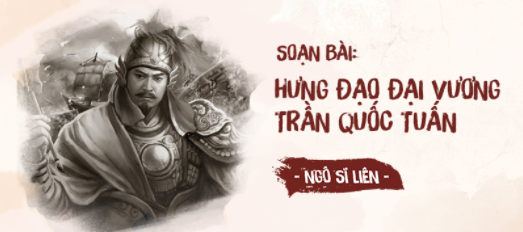 SOẠN BÀI:
HƯNG ĐẠO ĐẠI VƯƠNG
TRẦN QUỐC TUẤN
- NGÔ SĨ LIÊN -